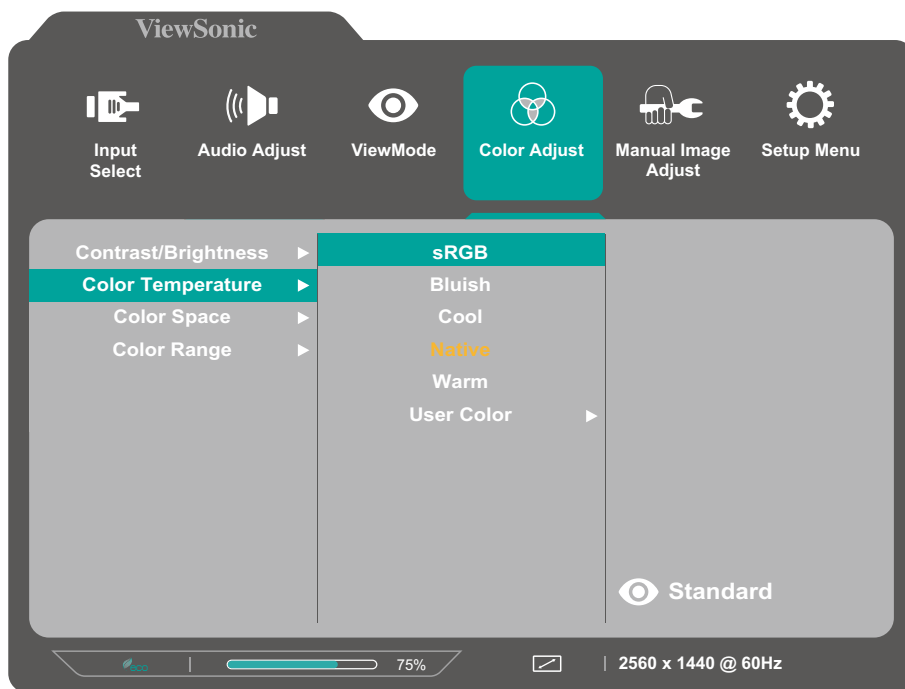 ViewSonic
Input Select
Audio Adjust
ViewMode
Color Adjust
Manual Image Adjust
Setup Menu
Contrast/Brightness
Color Temperature
Color Space
Color Range
sRGB
Bluish
Cool
Native
Warm
User Color
Standard
eco
75%
2560 x 1440 @ 60Hz